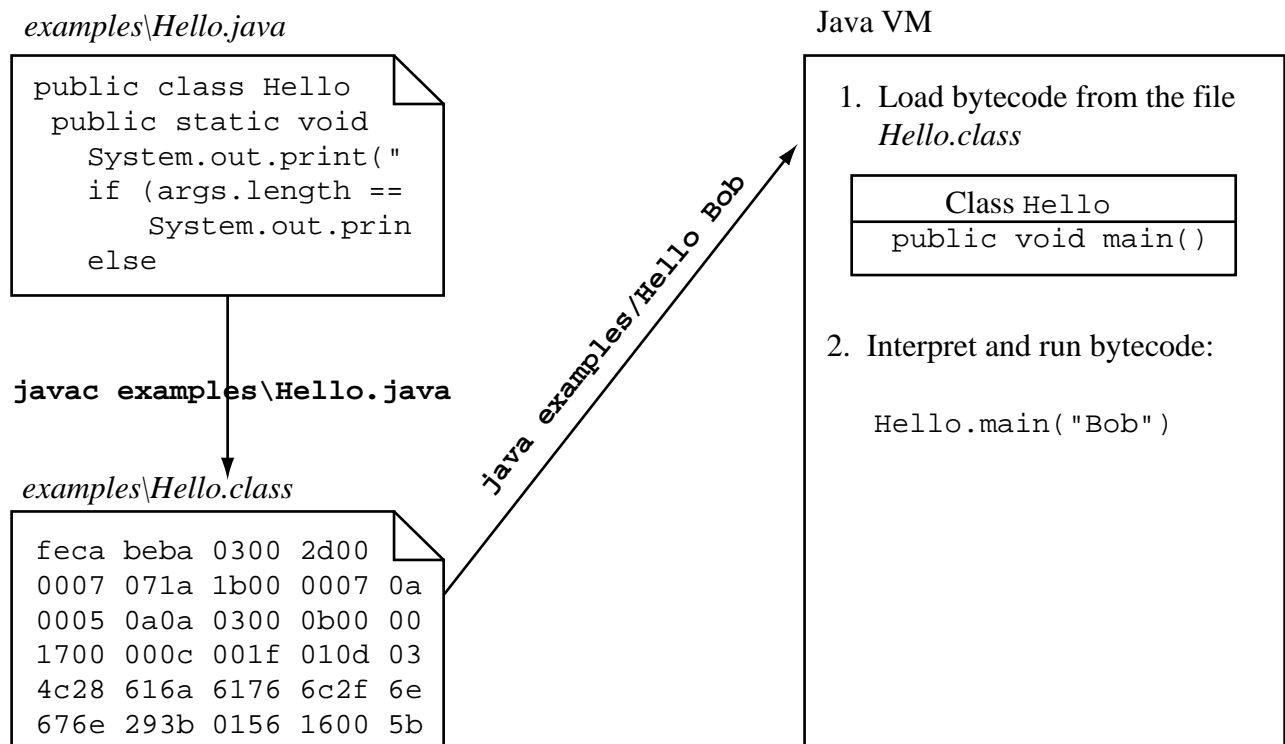 examples\Hello.java
public class Hello
public static void
System.out.print("
if (args.length ==
System.out.prin
else
javac examples\Hello.java
examples\Hello.class
feca beba 0300 2d00
0007 071a 1b00 0007 0a
0005 0a0a 0300 0b00 00
1700 000c 001f 010d 03
4c28 616a 6176 6c2f 6e
676e 293b 0156 1600 5b
java examples/Hello Bob
Java VM
1. Load bytecode from the file
Hello.class
Class Hello
public void main()
2. Interpret and run bytecode:
Hello.main("Bob")